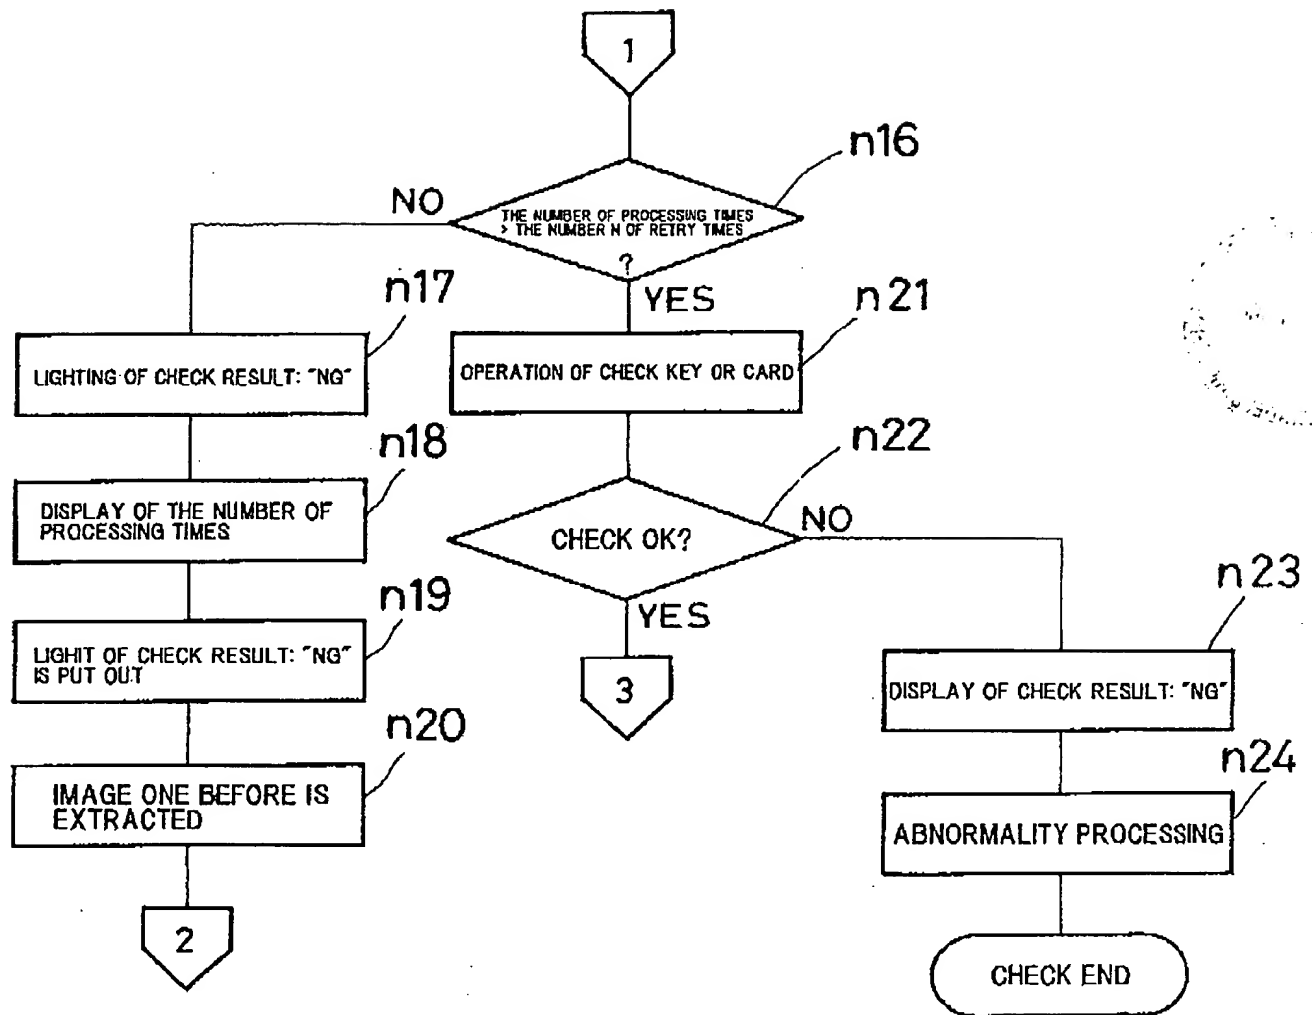 1
n16
NO
THE NUMBER OF PROCESSING TIMES
> THE NUMBER N OF RETRY TIMES
?
YES
n17
LIGHTING OF CHECK RESULT: "NG"
n21
OPERATION OF CHECK KEY OR CARD
n18
DISPLAY OF THE NUMBER OF
PROCESSING TIMES
n22
CHECK OK?
NO
YES
3
n19
LIGHIT OF CHECK RESULT: "NG"
IS PUT OUT
n23
DISPLAY OF CHECK RESULT: "NG"
n20
IMAGE ONE BEFORE IS
EXTRACTED
n24
ABNORMALITY PROCESSING
2
CHECK END